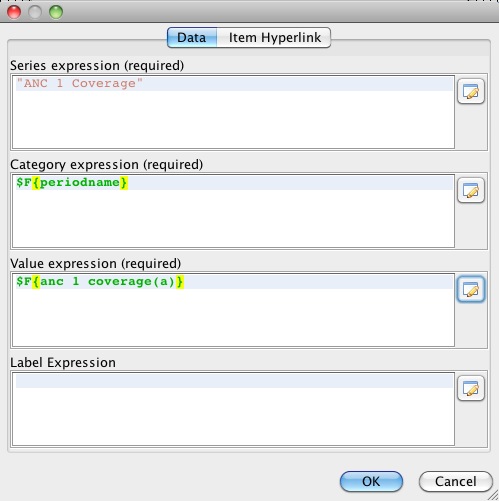 Data Item Hyperlink
Series expression (required)
"ANC 1 Coverage"
Category expression (required)
$F{periodname}
Value expression (required)
$F{anc 1 coverage(a)}
Label Expression
OK Cancel